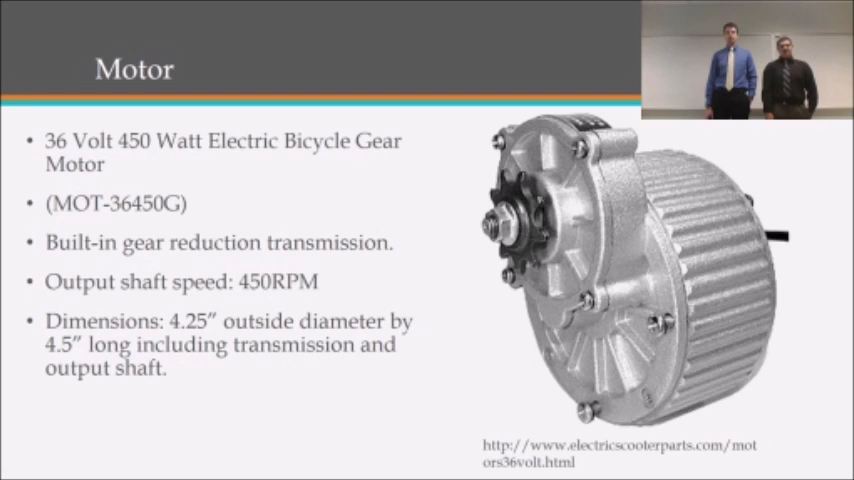 Motor
• 36 Volt 450 Watt Electric Bicycle Gear
Motor
• (MOT-36450G)
• Built-in gear reduction transmission.
• Output shaft speed: 450RPM
• Dimensions: 4.25” outside diameter by
4.5” long including transmission and
output shaft.
http://www.electricscooterparts.com/mot
ors36volt.html